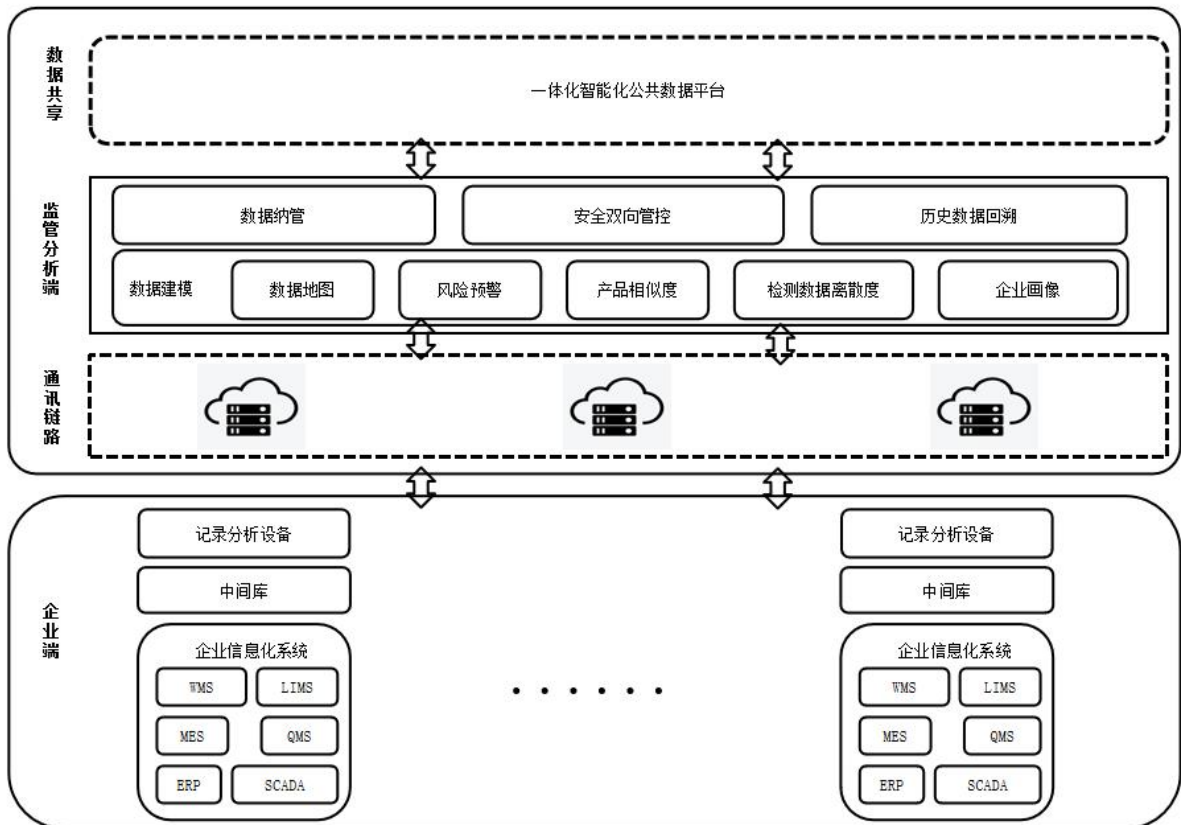 数据共享
一体化智能化公共数据平台
监管分析端
数据纳管
安全双向管控
历史数据回溯
数据建模
数据地图
风险预警
产品相似度
检测数据离散度
企业画像
通讯链路
企业端
记录分析设备
中间库
企业信息化系统
WMS
LIMS
MES
QMS
ERP
SCADA
......
记录分析设备
中间库
企业信息化系统
WMS
LIMS
MES
QMS
ERP
SCADA